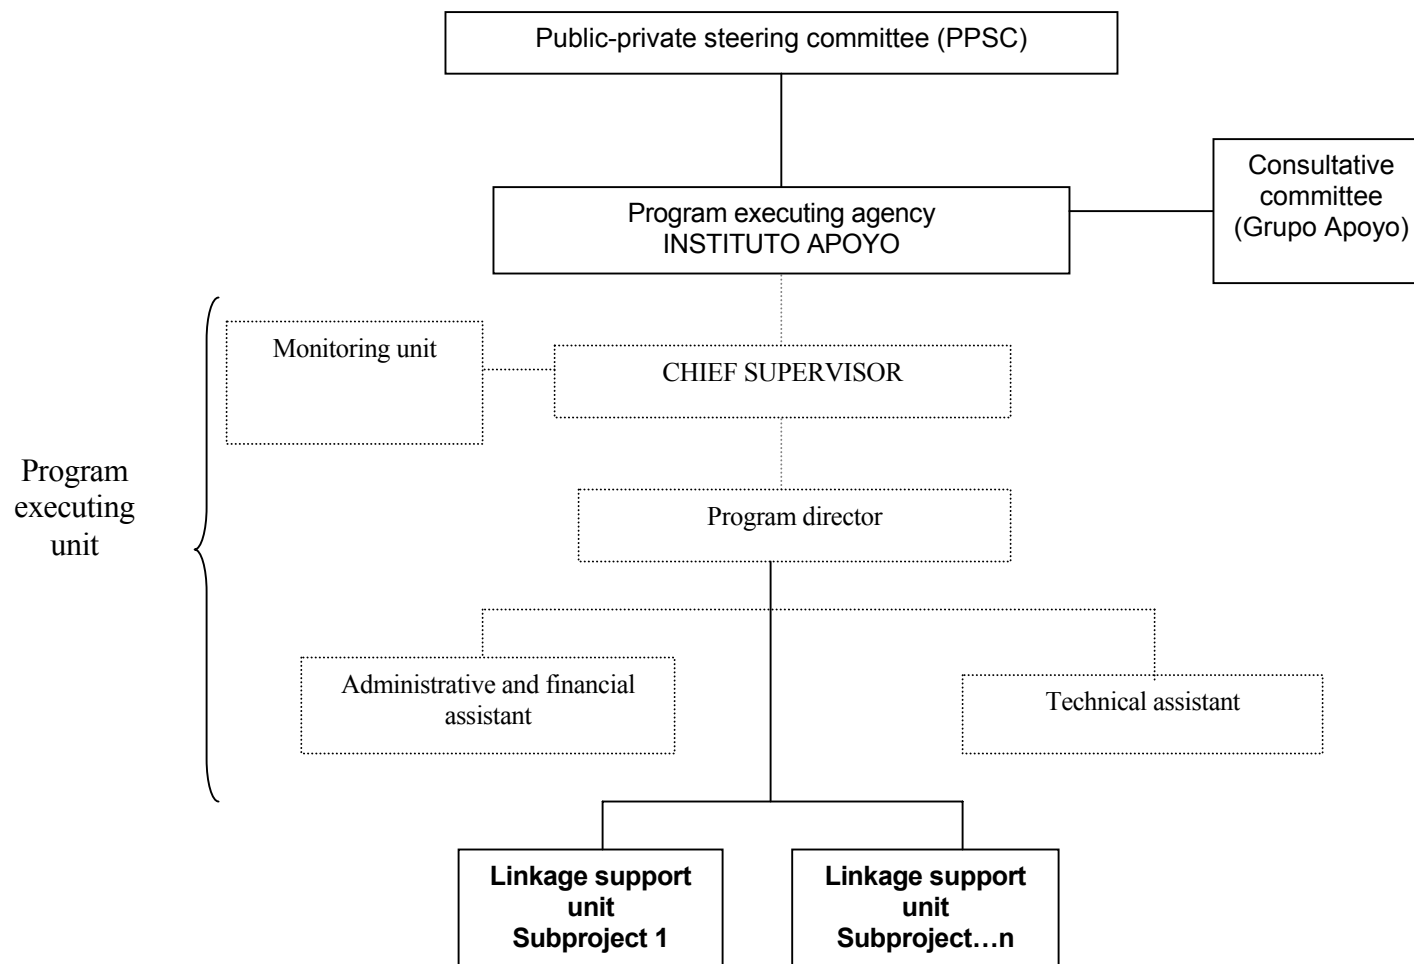 Public-private steering committee (PPSC)
Consultative
committee
(Grupo Apoyo)
Program executing agency
INSTITUTO APOYO
Monitoring unit
CHIEF SUPERVISOR
Program
executing
unit
Program director
Administrative and financial
assistant
Technical assistant
Linkage support
unit
Subproject 1
Linkage support
unit
Subproject…n